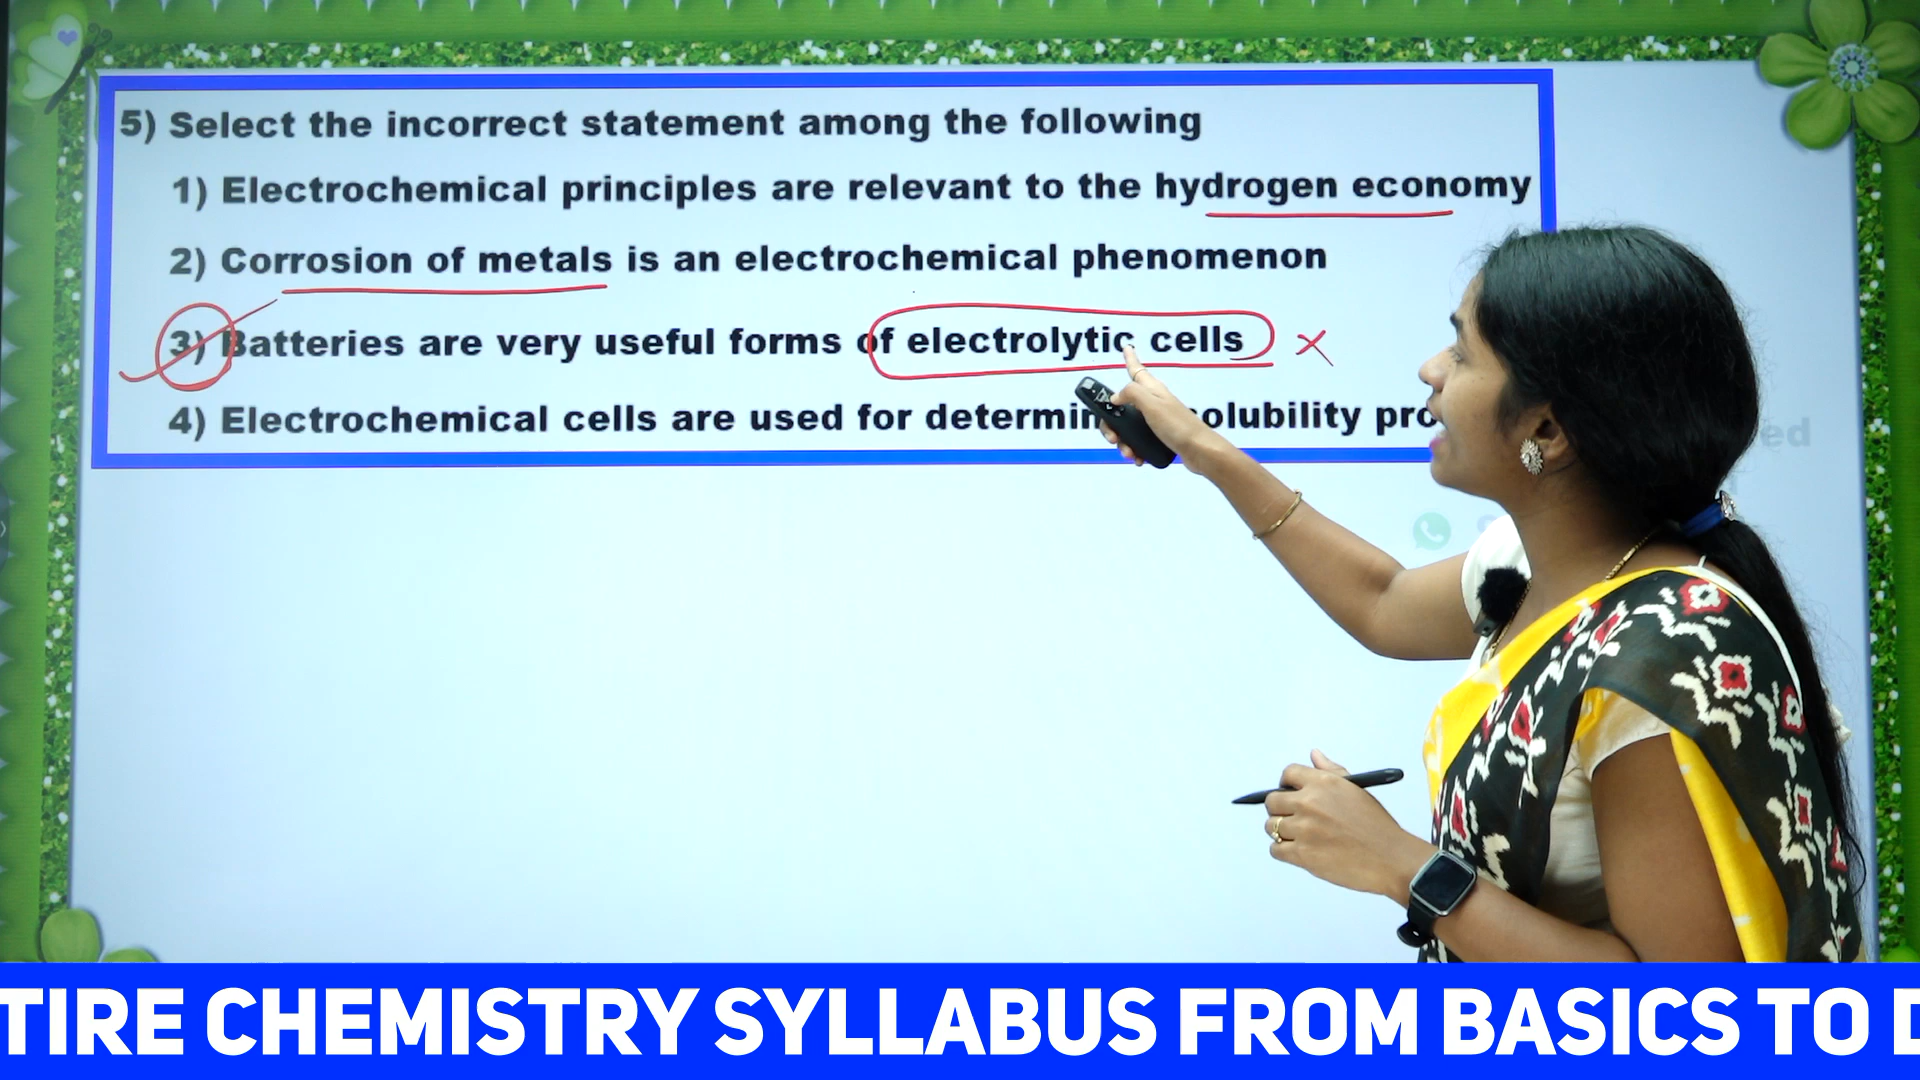 5) Select the incorrect statement among the following
1) Electrochemical principles are relevant to the hydrogen economy
2) Corrosion of metals is an electrochemical phenomenon
3) Batteries are very useful forms of electrolytic cells ×
4) Electrochemical cells are used for determin olubility pro
ed
TIRE CHEMISTRY SYLLABUS FROM BASICS TO D